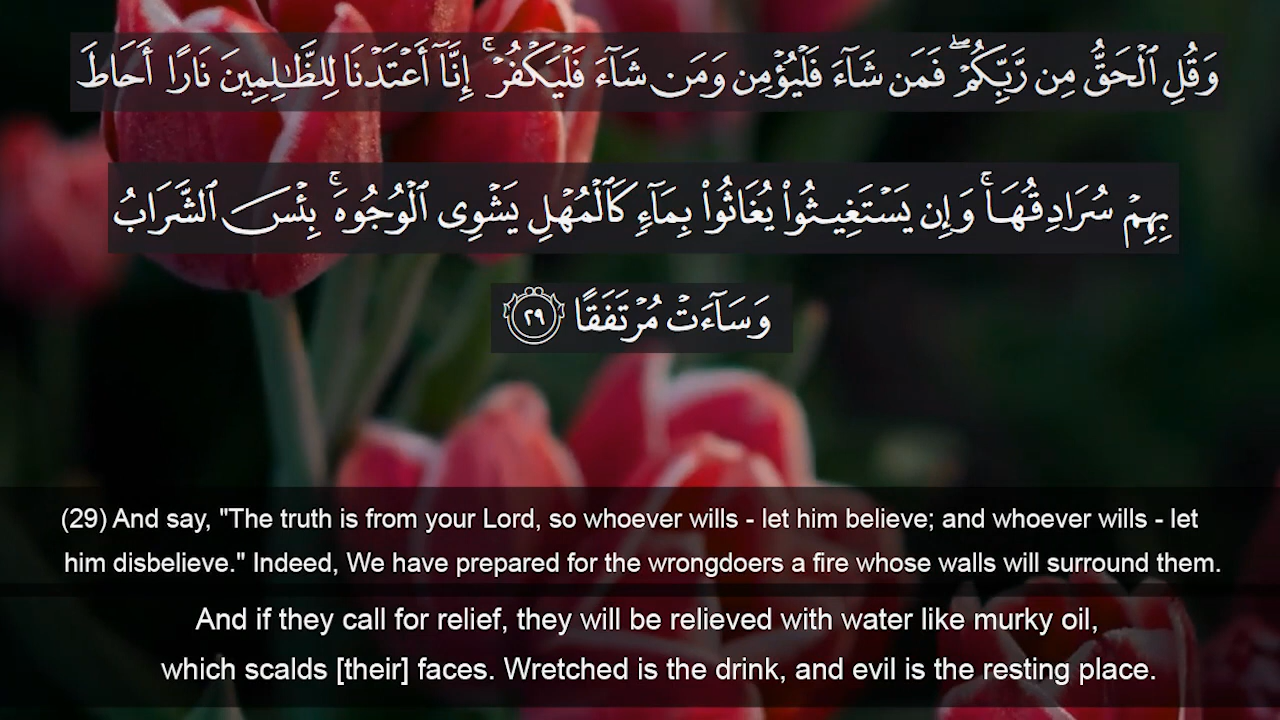 وَقُلِ ٱلْحَقُّ مِن رَّبِّكُمْ ۖ فَمَن شَآءَ فَلْيُؤْمِن وَمَن شَآءَ فَلْيَكْفُرْ ۚ إِنَّآ أَعْتَدْنَا لِلظَّٰلِمِينَ نَارًا أَحَاطَ
بِهِمْ سُرَادِقُهَا ۚ وَإِن يَسْتَغِيثُوا۟ يُغَاثُوا۟ بِمَآءٍ كَٱلْمُهْلِ يَشْوِى ٱلْوُجُوهَ ۚ بِئْسَ ٱلشَّرَابُ
وَسَآءَتْ مُرْتَفَقًا ٢٩
(29) And say, "The truth is from your Lord, so whoever wills - let him believe; and whoever wills - let
him disbelieve." Indeed, We have prepared for the wrongdoers a fire whose walls will surround them.
And if they call for relief, they will be relieved with water like murky oil,
which scalds [their] faces. Wretched is the drink, and evil is the resting place.